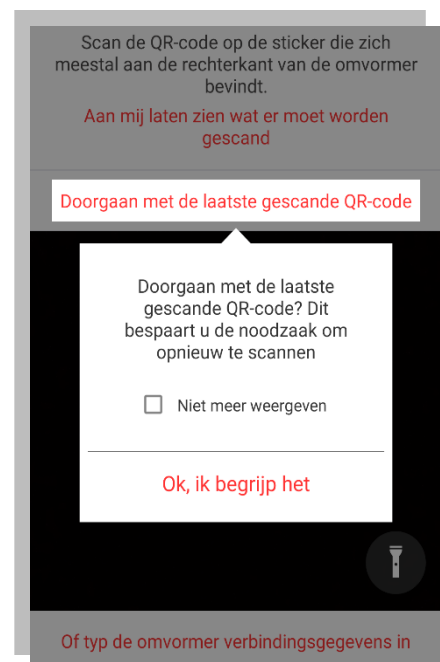 Scan de QR-code op de sticker die zich
meestal aan de rechterkant van de omvormer
bevindt.
Aan mij laten zien wat er moet worden
gescand
Doorgaan met de laatste gescande QR-code
Doorgaan met de laatste
gescande QR-code? Dit
bespaart u de noodzaak om
opnieuw te scannen
Niet meer weergeven
Ok, ik begrijp het
Of typ de omvormer verbindingsgegevens in